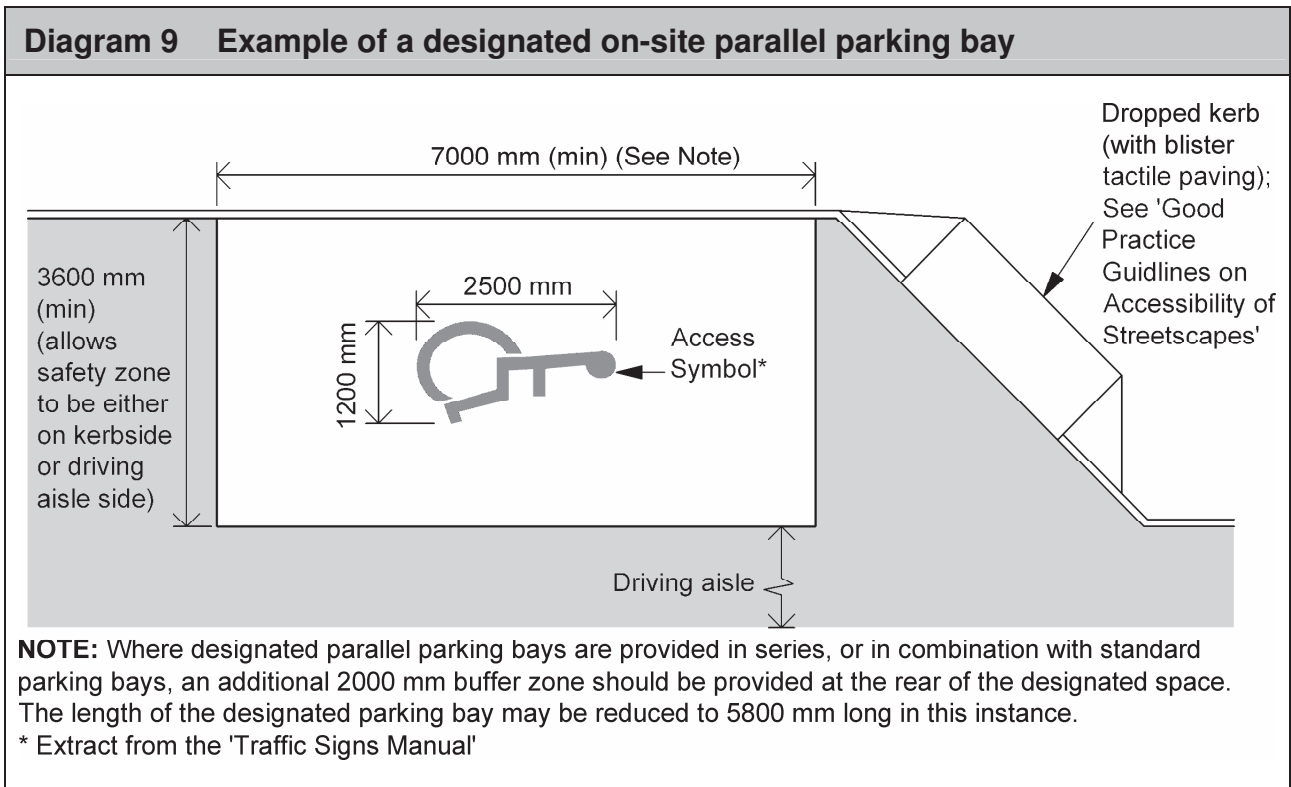 Diagram 9 Example of a designated on-site parallel parking bay
7000 mm (min) (See Note)
Dropped kerb
(with blister
tactile paving);
See 'Good
Practice
Guidlines on
Accessibility of
Streetscapes'
3600 mm
(min)
(allows
safety zone
to be either
on kerbside
or driving
aisle side)
2500 mm
1200 mm
Access
Symbol*
Driving aisle
NOTE: Where designated parallel parking bays are provided in series, or in combination with standard
parking bays, an additional 2000 mm buffer zone should be provided at the rear of the designated space.
The length of the designated parking bay may be reduced to 5800 mm long in this instance.
* Extract from the 'Traffic Signs Manual'